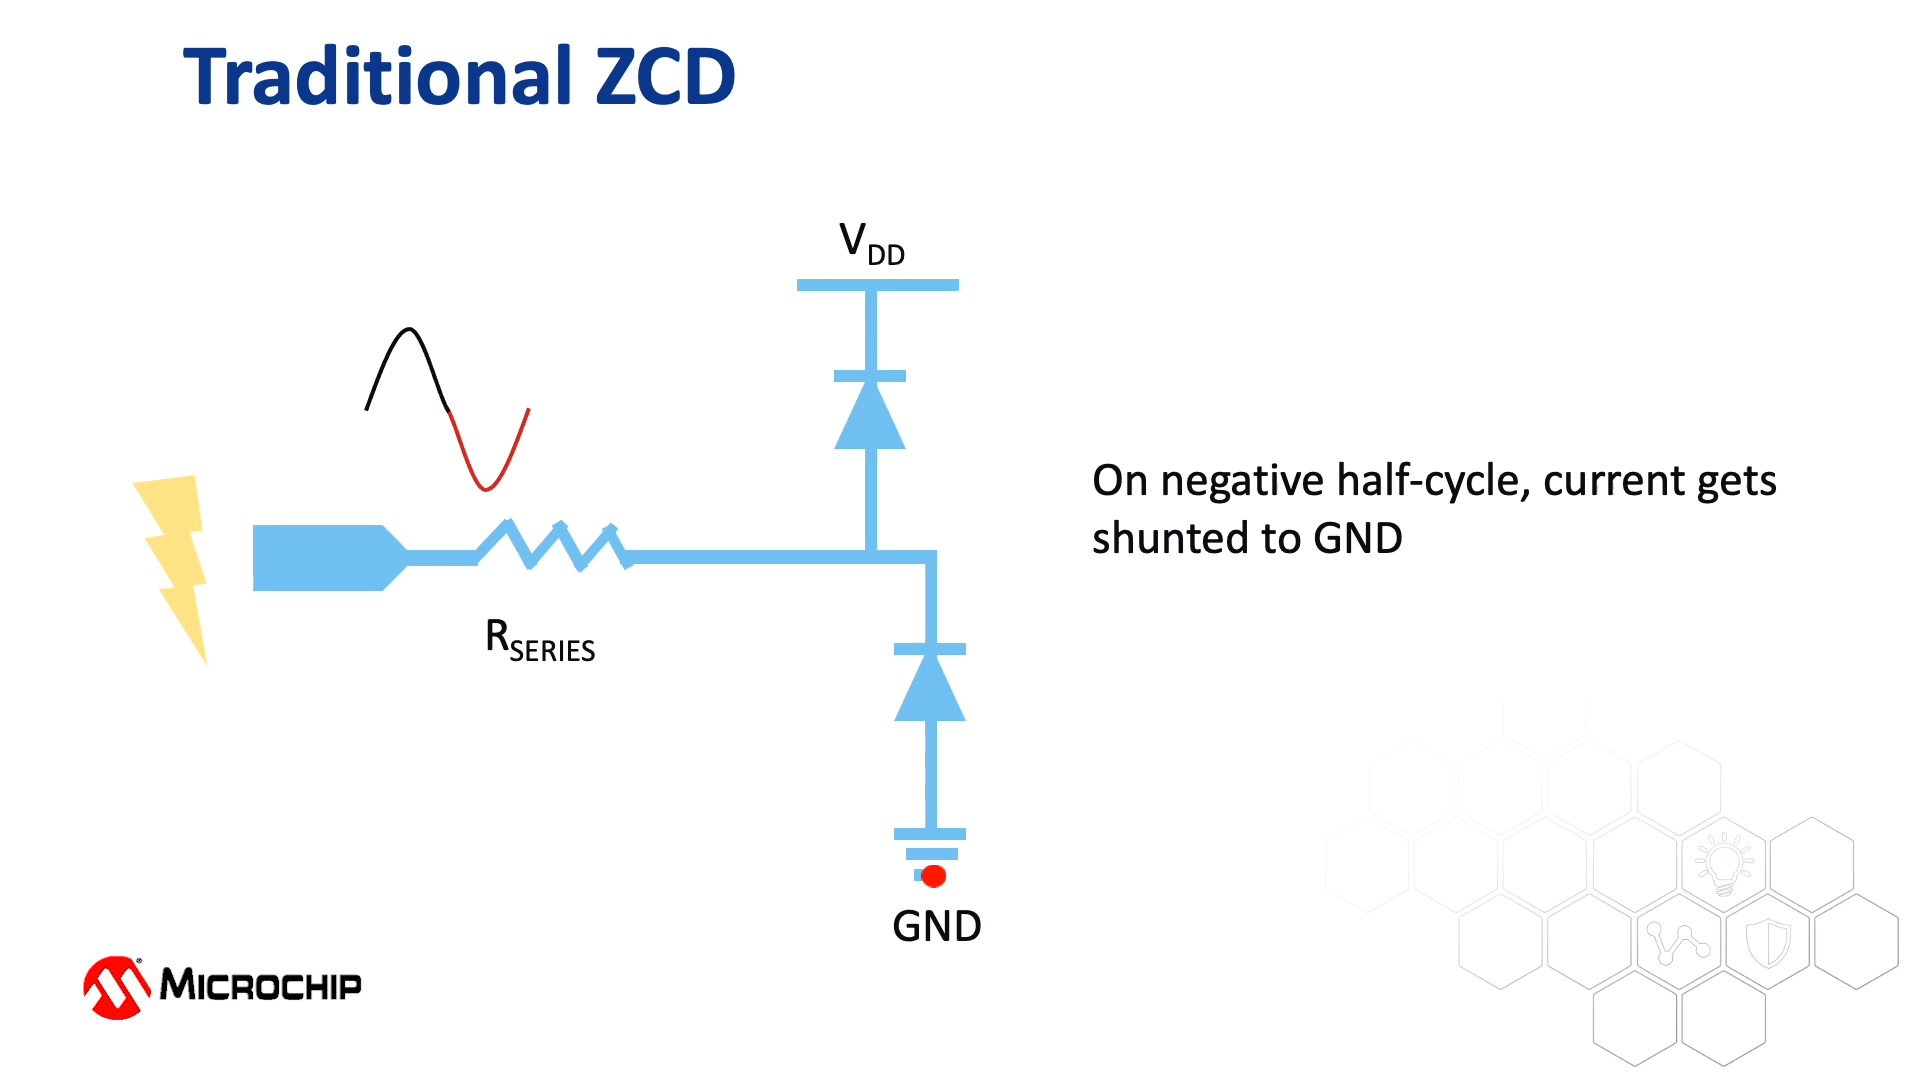 Traditional ZCD
VDD
On negative half-cycle, current gets
shunted to GND
RSERIES
GND
MICROCHIP